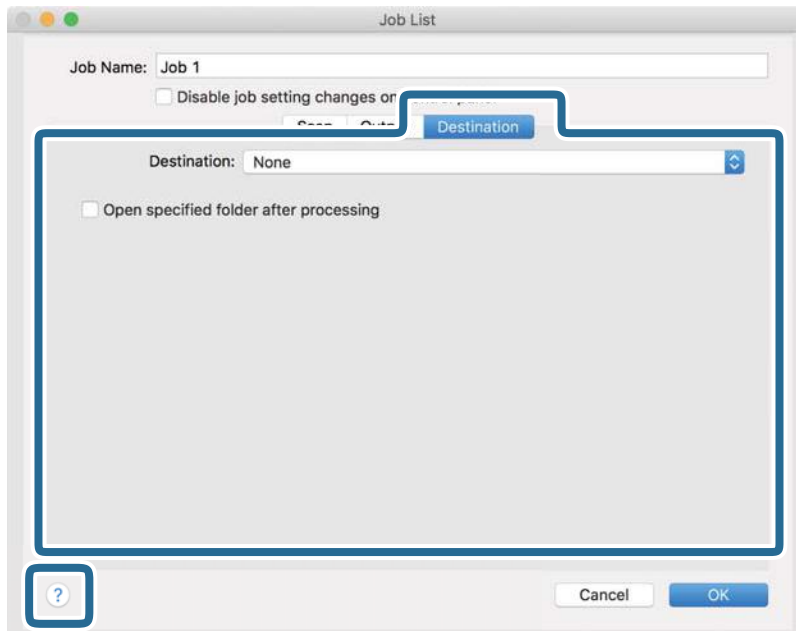 Job List
Job Name: Job 1
Disable job setting changes on
Destination
Destination: None
Open specified folder after processing
?
Cancel OK